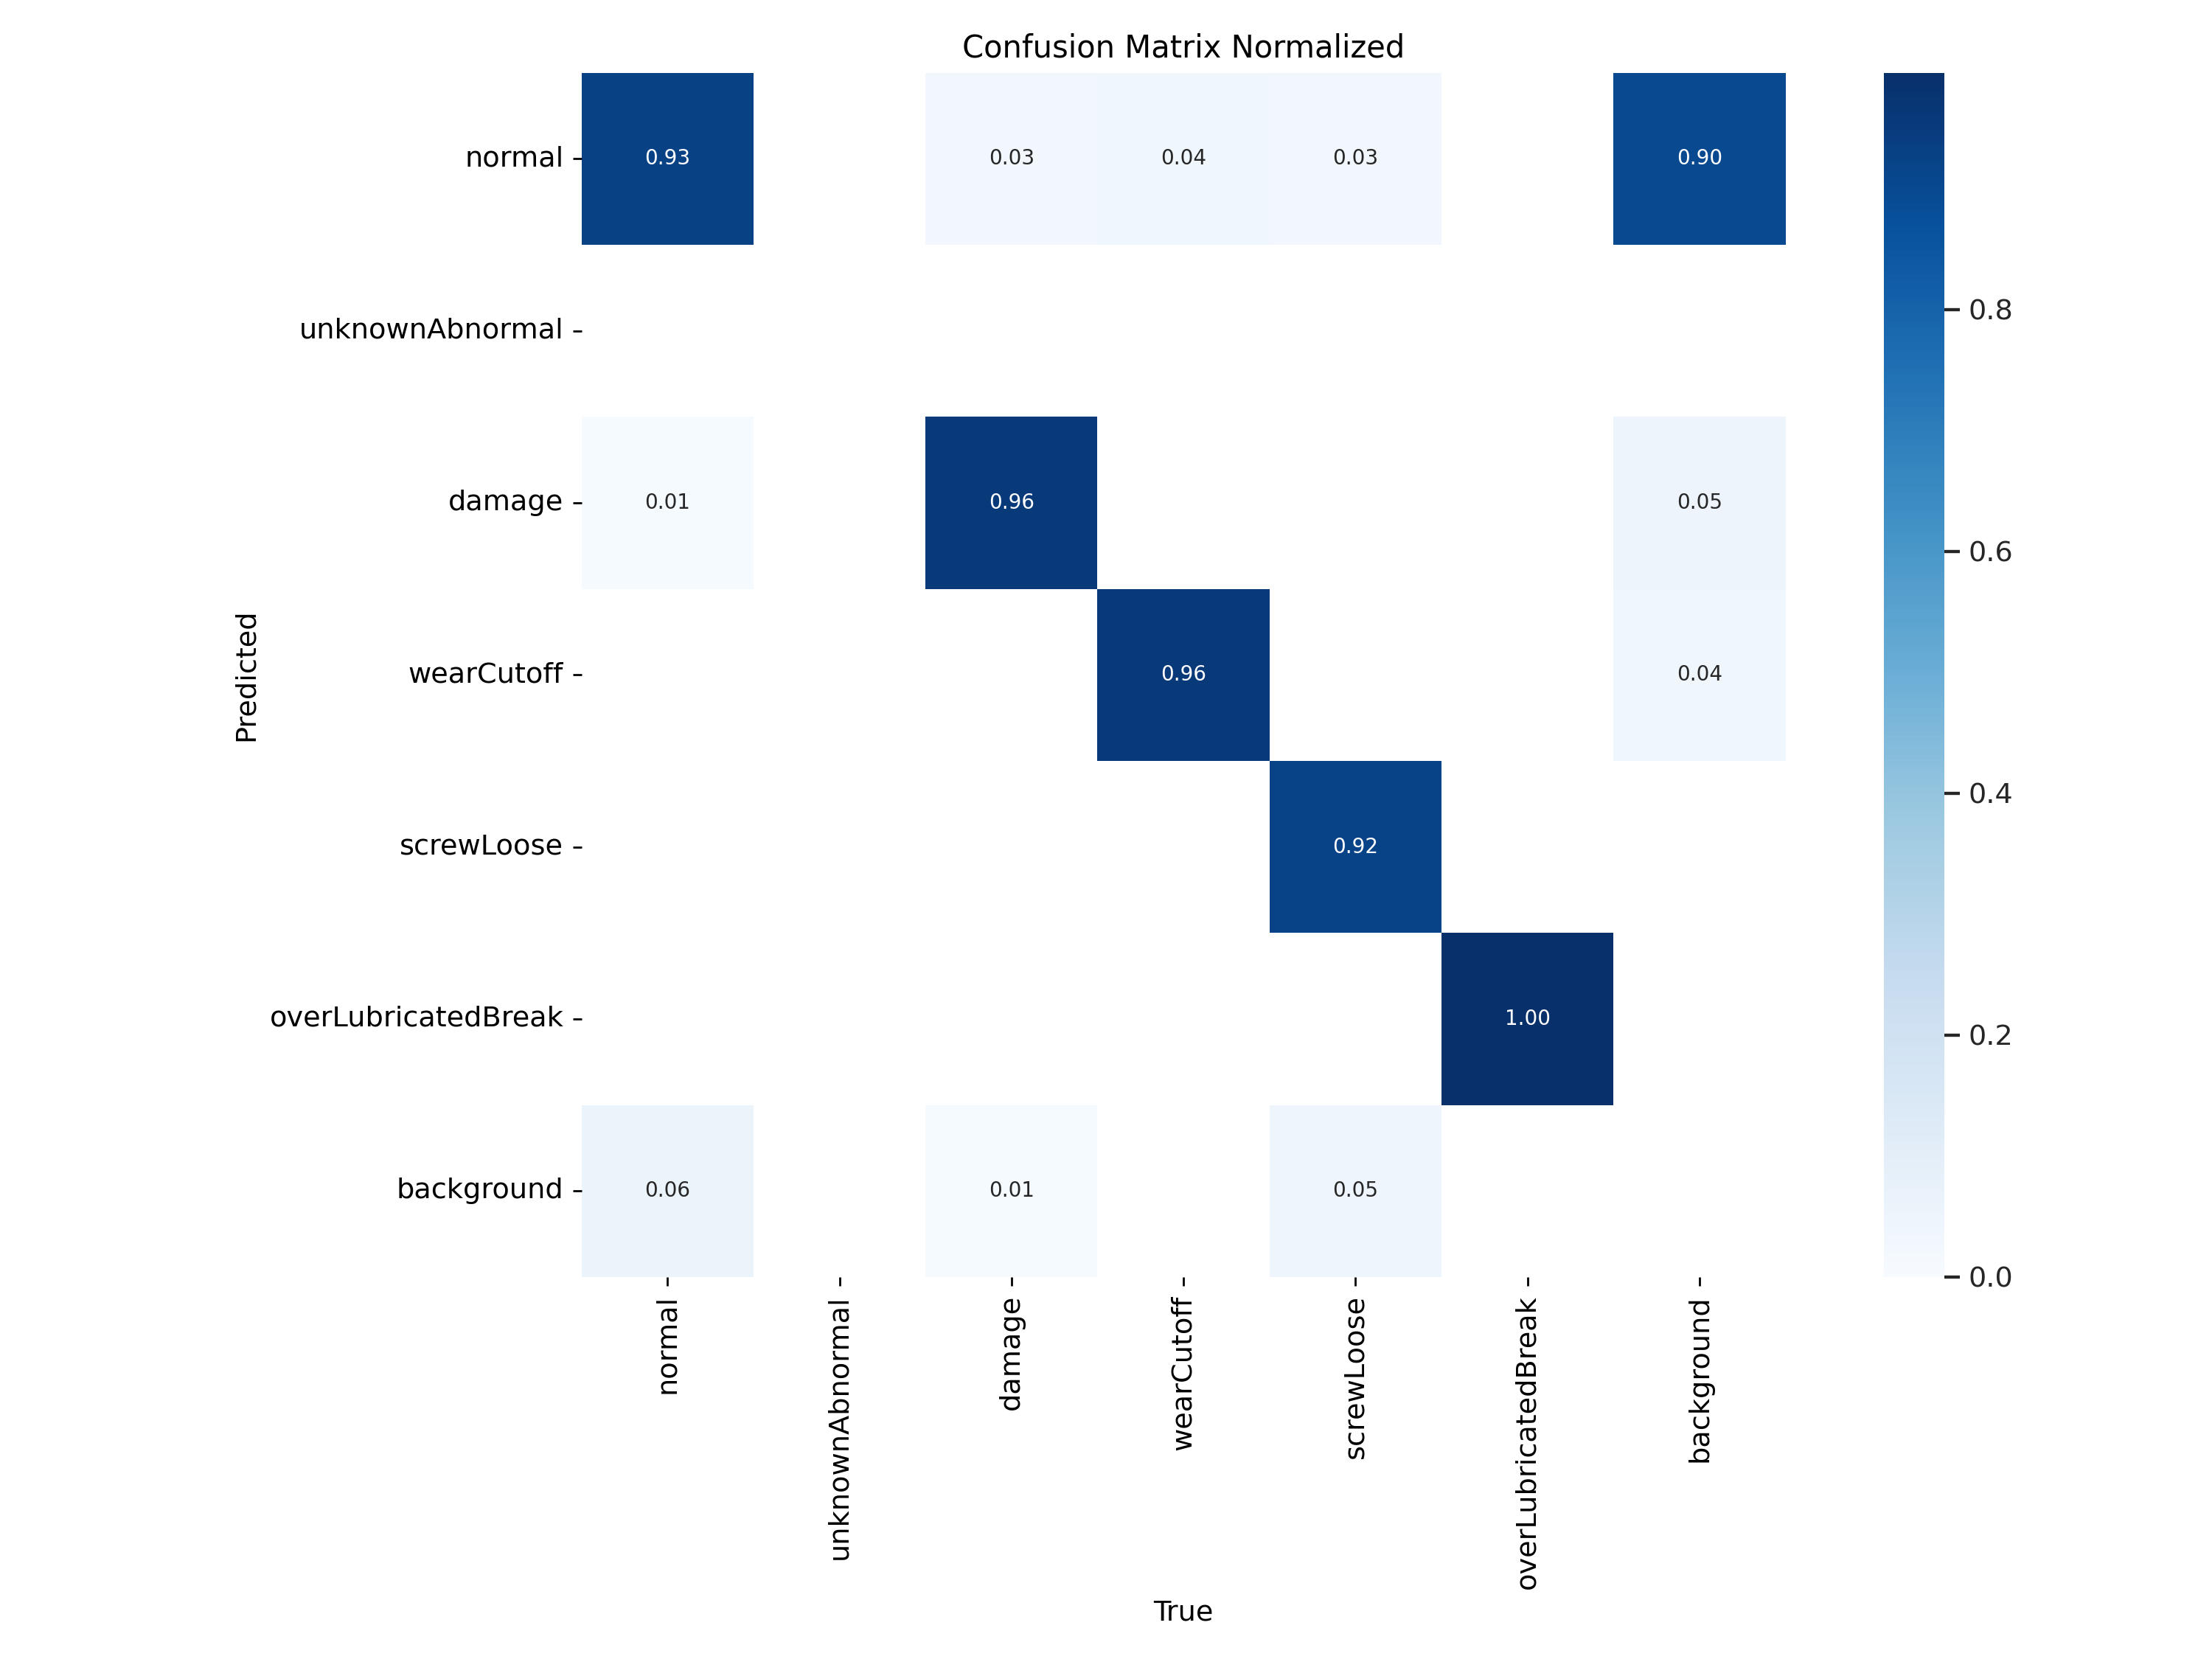 Confusion Matrix Normalized
normal
0.93
0.03
0.04
0.03
0.90
unknownAbnormal
damage
0.01
0.96
0.05
wearCutoff
0.96
0.04
screwLoose
0.92
overLubricatedBreak
1.00
background
0.06
0.01
0.05
Predicted
normal
unknownAbnormal
damage
wearCutoff
screwLoose
overLubricatedBreak
background
True
0.8
0.6
0.4
0.2
0.0